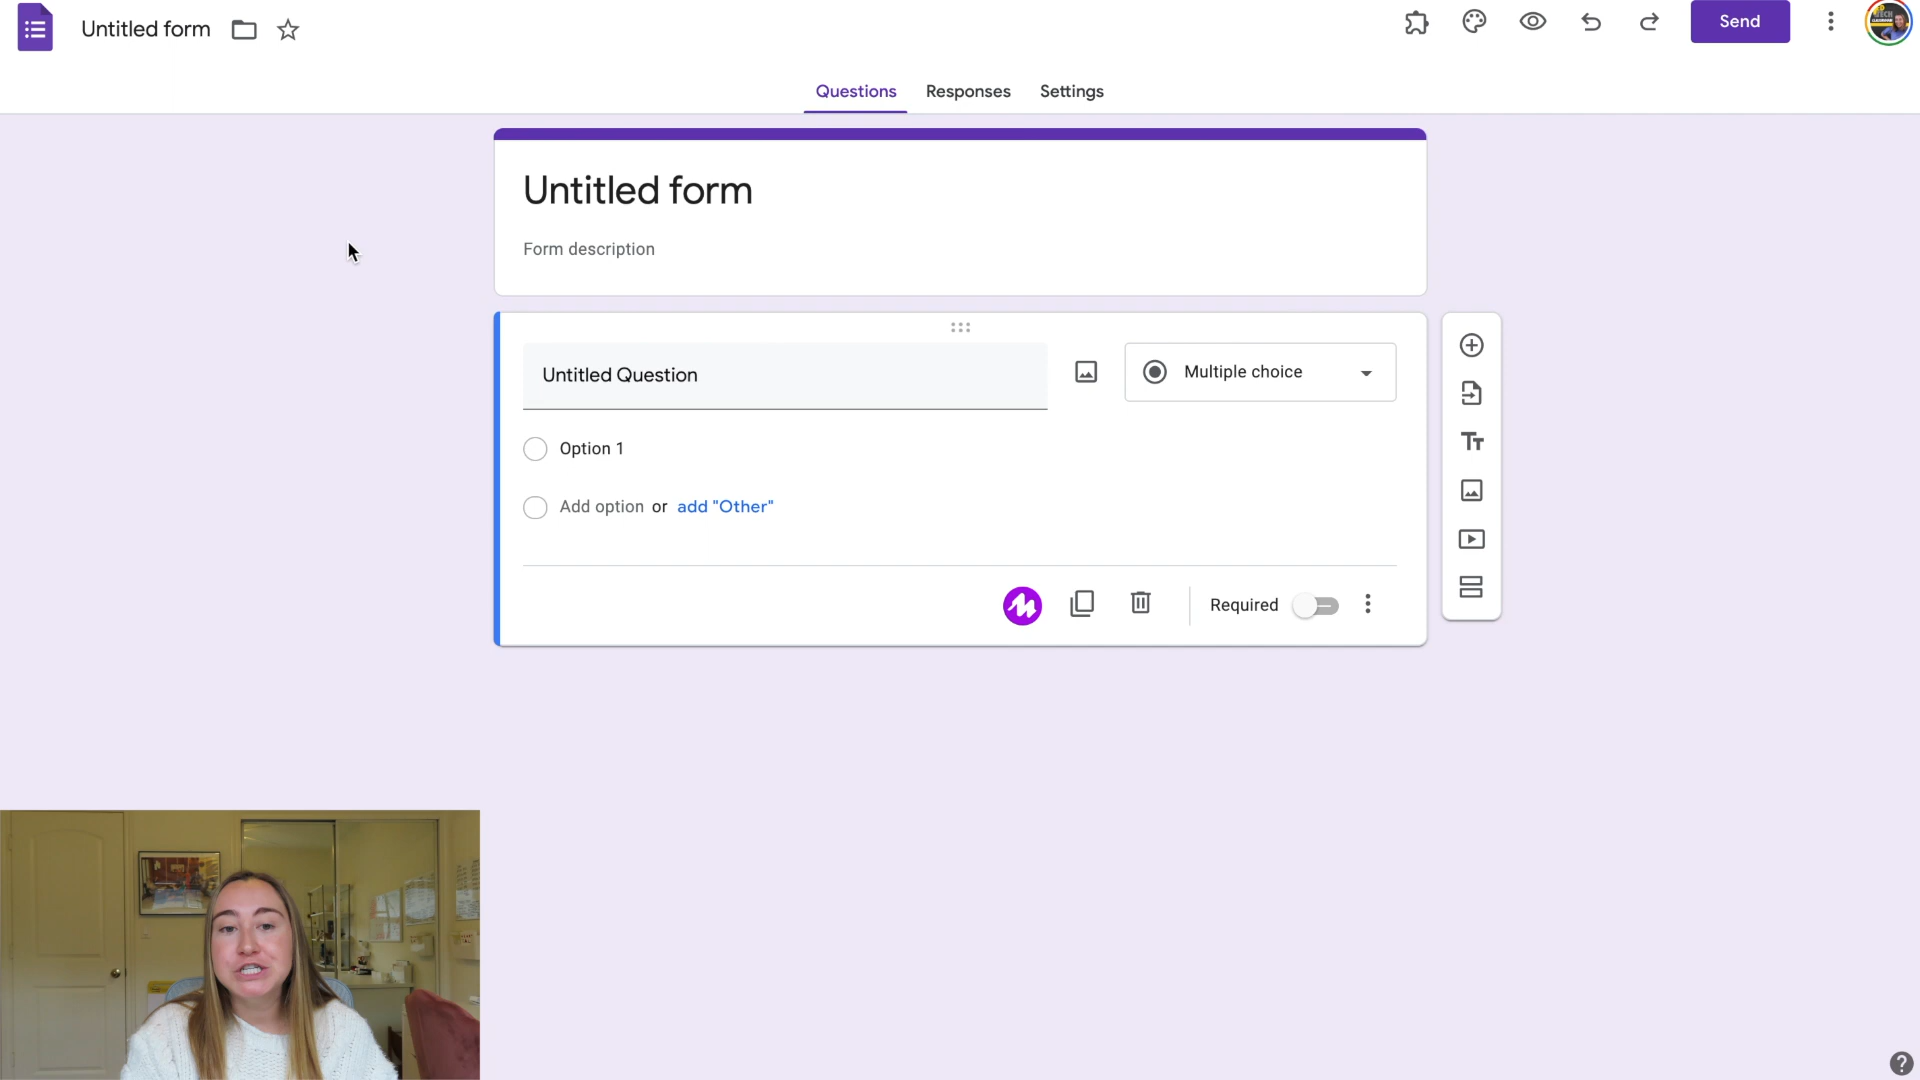 Untitled form
Send
Questions Responses Settings
Untitled form
Form description
Untitled Question
Multiple choice
Option 1
Add option or add "Other"
Required